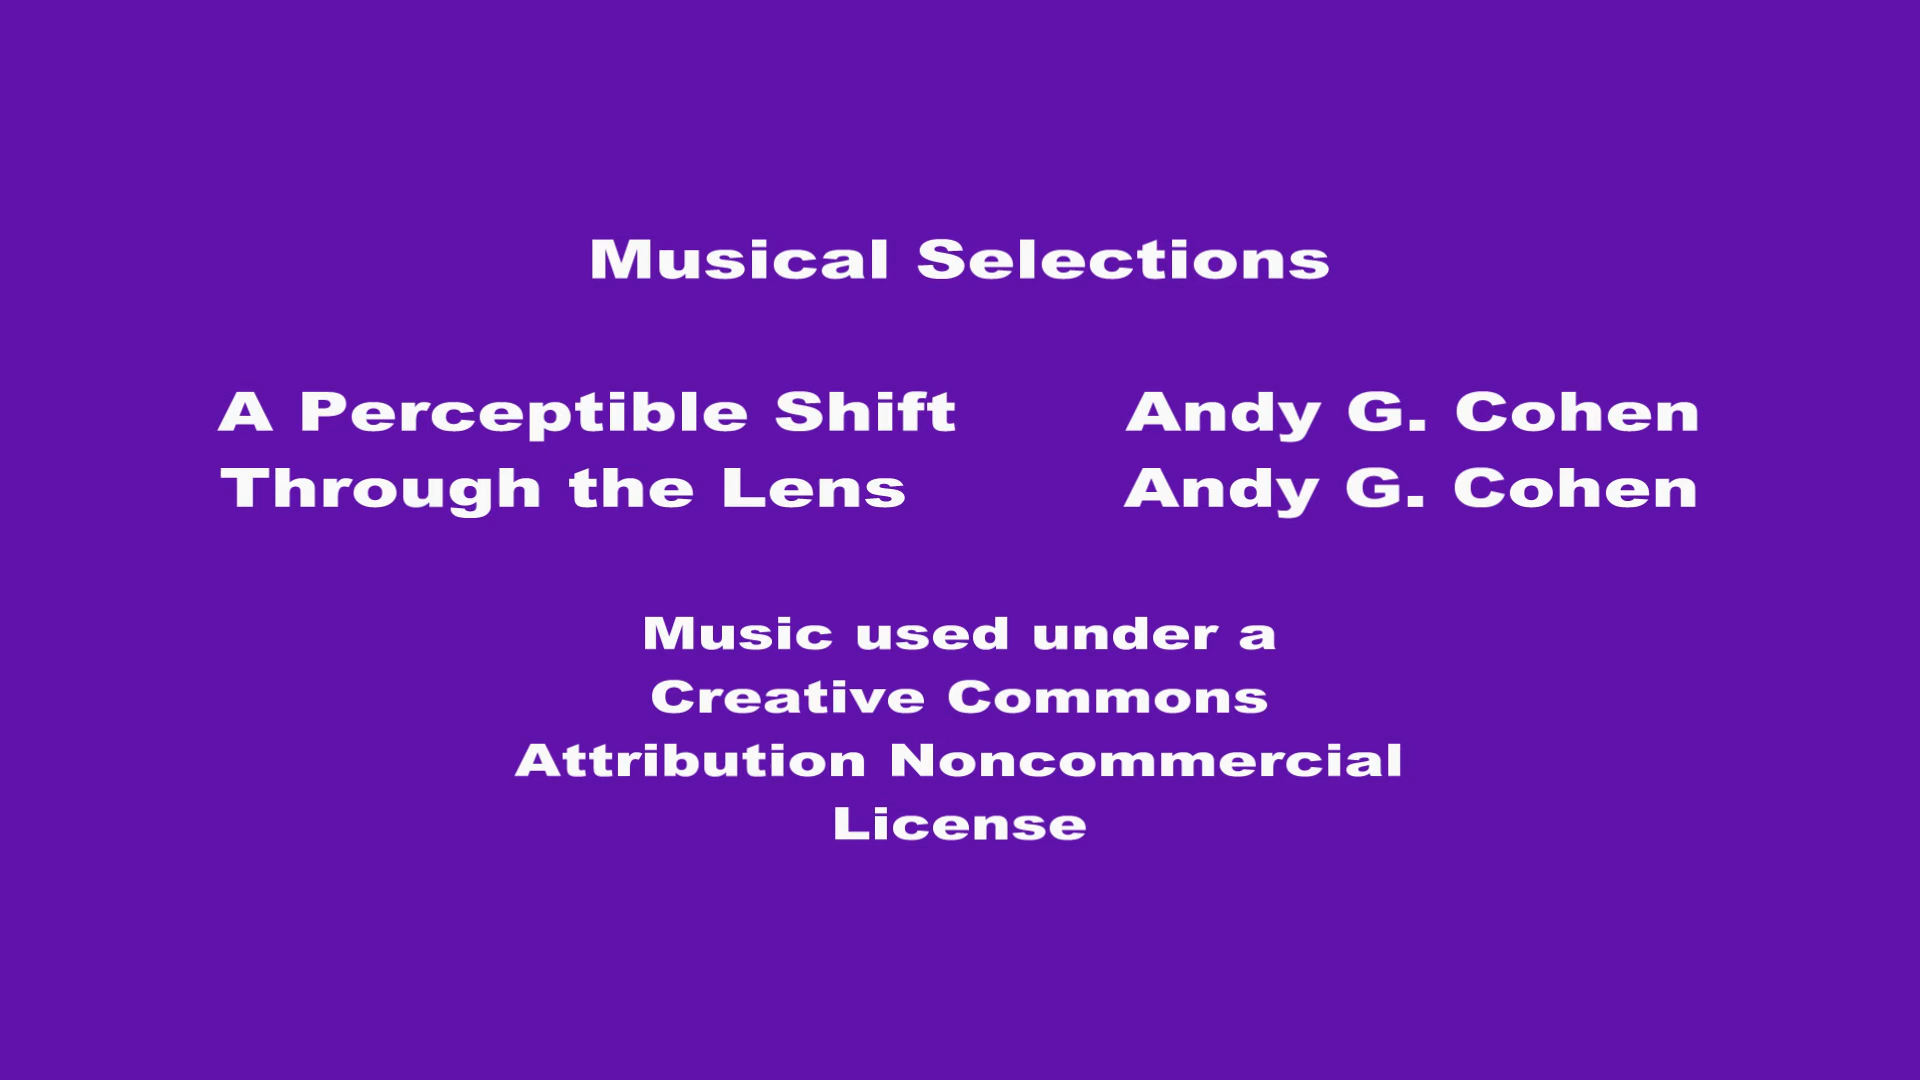 Musical Selections
A Perceptible Shift Andy G. Cohen
Through the Lens Andy G. Cohen
Music used under a
Creative Commons
Attribution Noncommercial
License